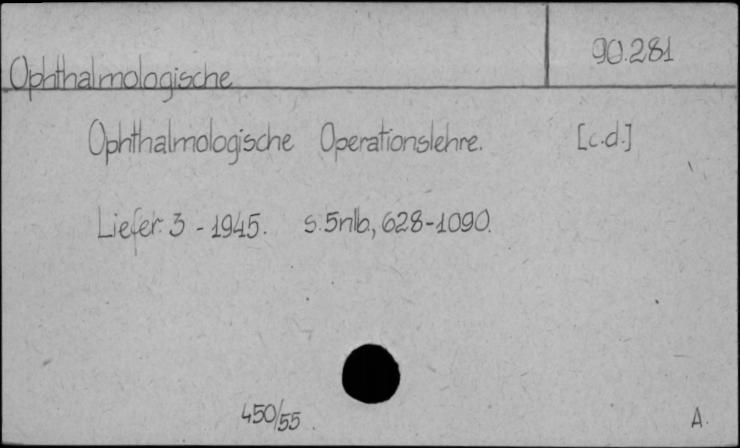 90.281
Ophthalmologische
Ophthalmologische Operationslehre. [c.d.]
Liefer. 3 - 1945. s. 5nlb., 628-1090.
450/55.
A.